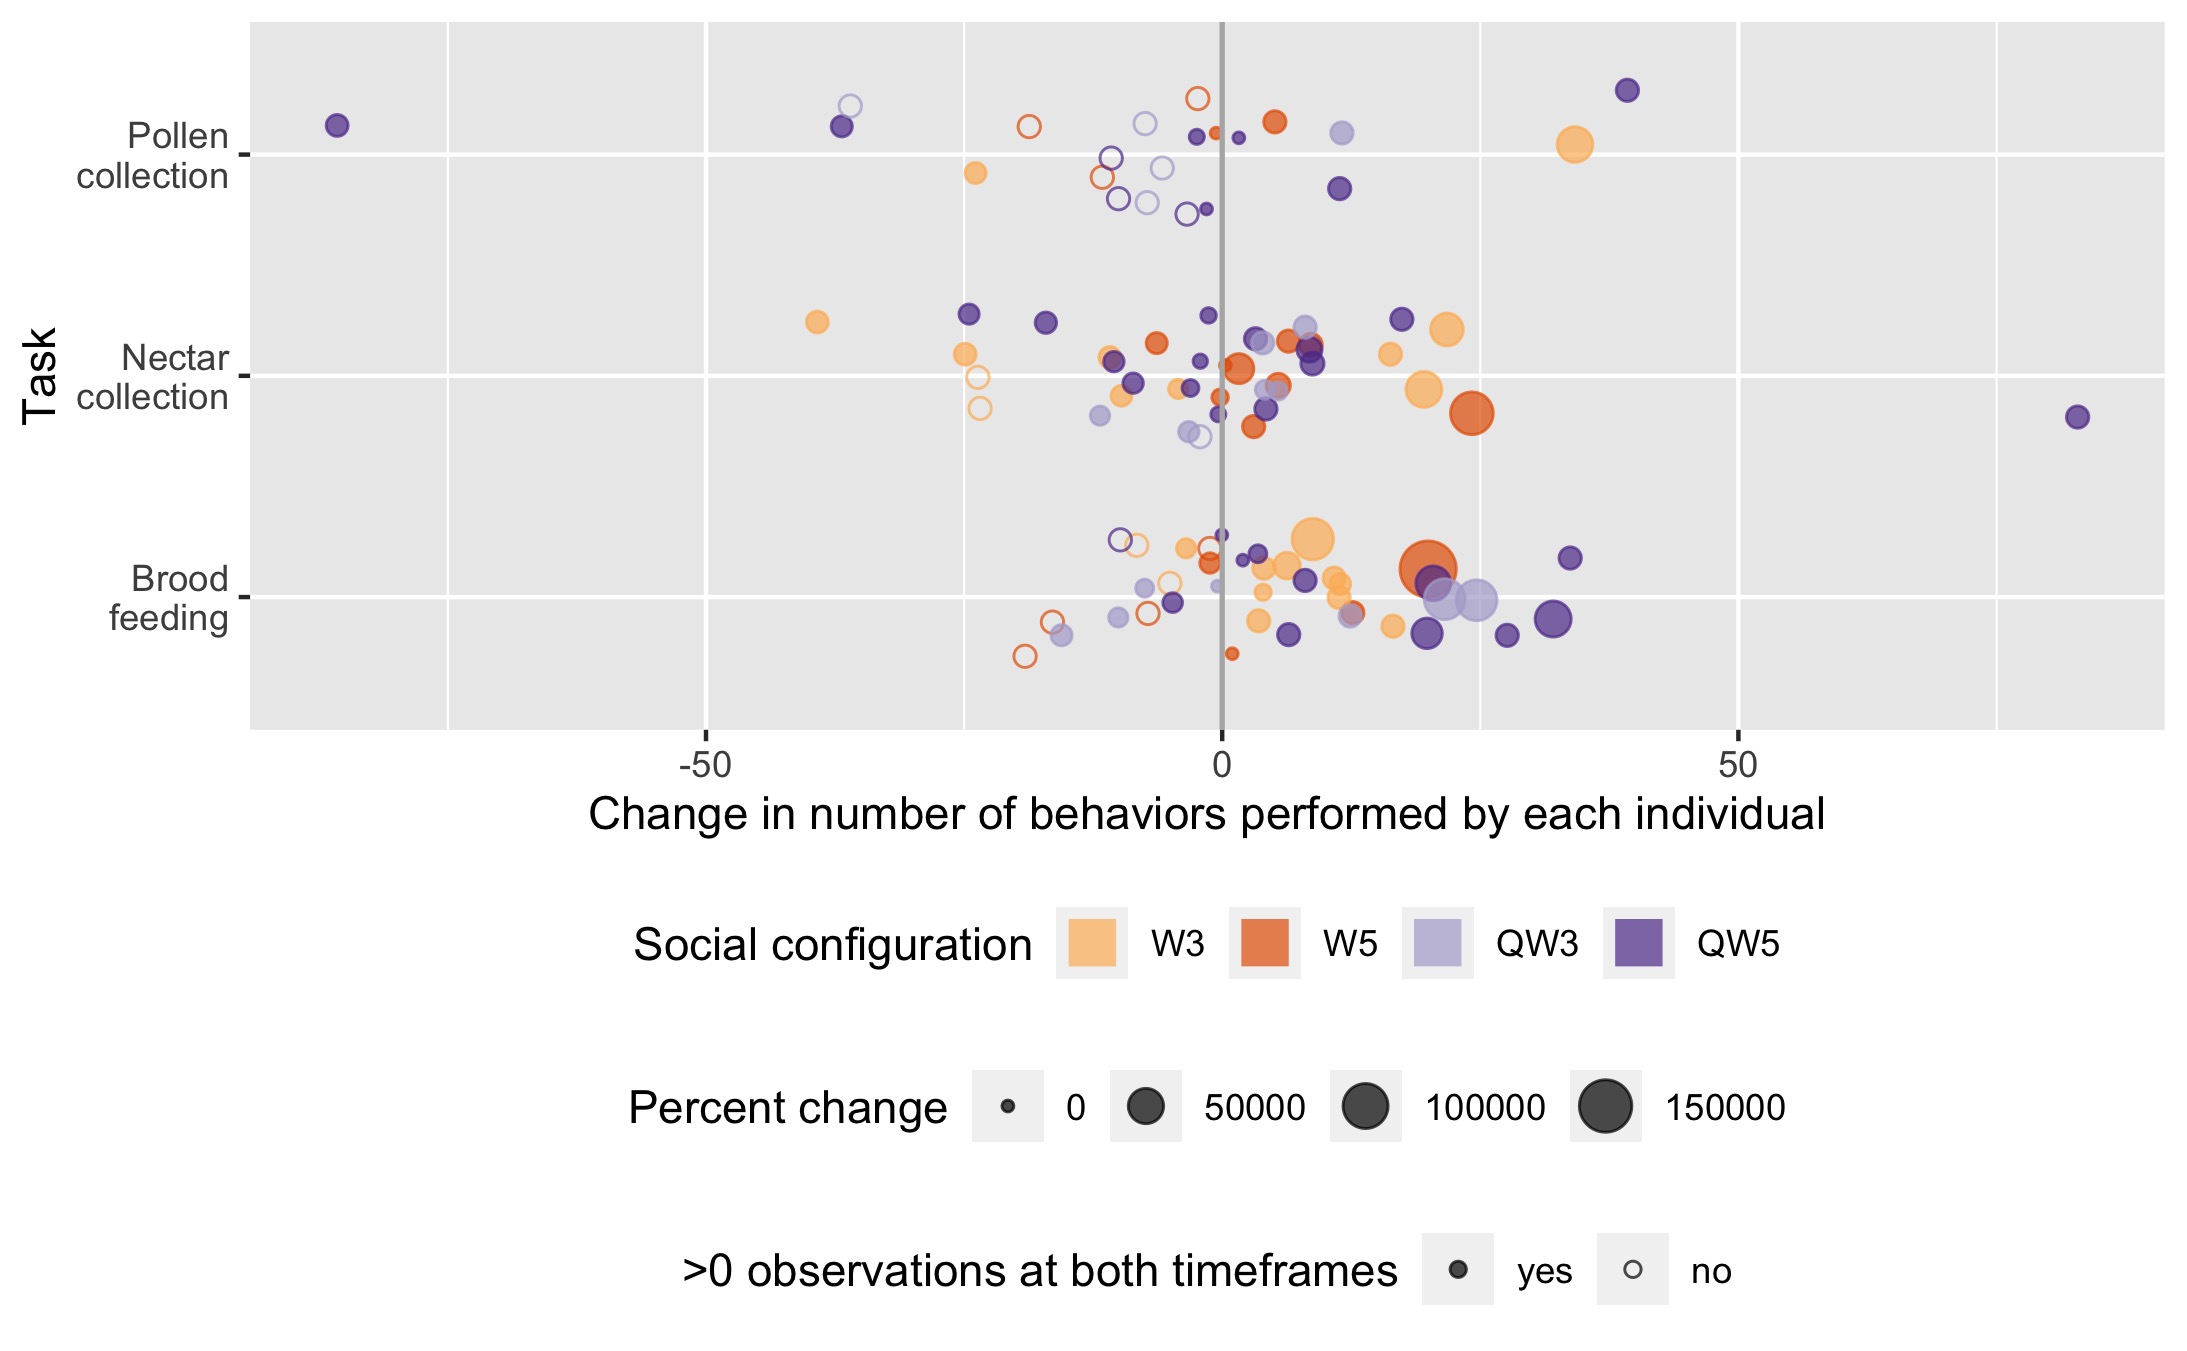 Task
Pollen
collection
Nectar
collection
Brood
feeding
-50 0 50
Change in number of behaviors performed by each individual
Social configuration W3 W5 QW3 QW5
Percent change 0 50000 100000 150000
>0 observations at both timeframes yes no